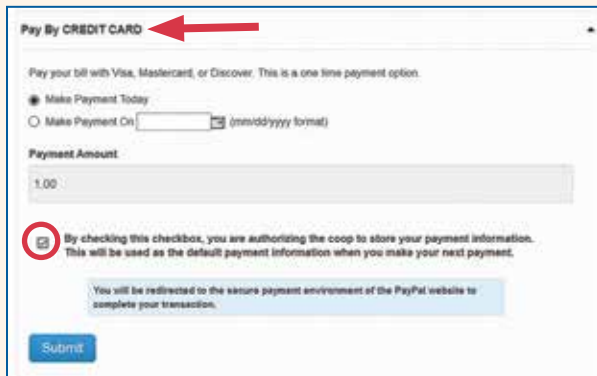 Pay By CREDIT CARD
Pay your bill with Visa, Mastercard, or Discover. This is a one time payment option.
Make Payment Today
Make Payment On (mm/dd/yyyy format)
Payment Amount
1.00
By checking this checkbox, you are authorizing the coop to store your payment information.
This will be used as the default payment information when you make your next payment.
You will be redirected to the secure payment environment of the PayPal website to
complete your transaction.
Submit